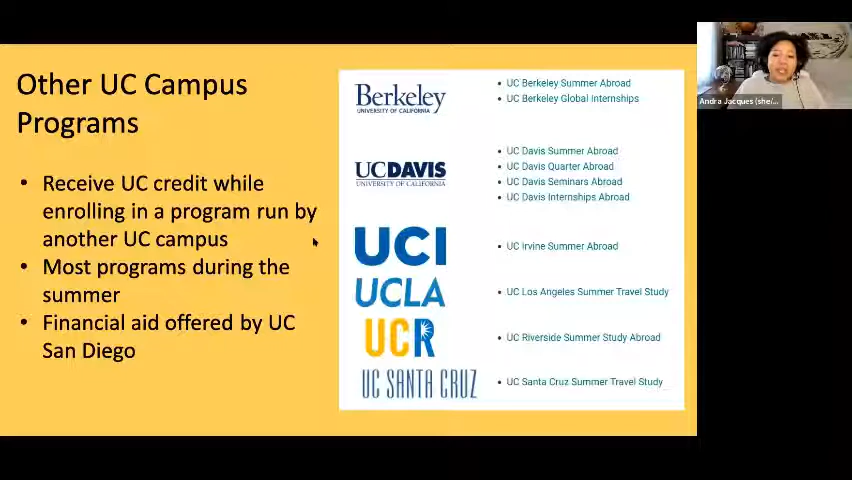 Other UC Campus
Programs
• Receive UC credit while
enrolling in a program run by
another UC campus
• Most programs during the
summer
• Financial aid offered by UC
San Diego
Berkeley
UNIVERSITY OF CALIFORNIA
• UC Berkeley Summer Abroad
• UC Berkeley Global Internships
UCDAVIS
UNIVERSITY OF CALIFORNIA
• UC Davis Summer Abroad
• UC Davis Quarter Abroad
• UC Davis Seminars Abroad
• UC Davis Internships Abroad
UCI
• UC Irvine Summer Abroad
UCLA
• UC Los Angeles Summer Travel Study
UCR
• UC Riverside Summer Study Abroad
UC SANTA CRUZ
• UC Santa Cruz Summer Travel Study
Andra Jacques (she/...